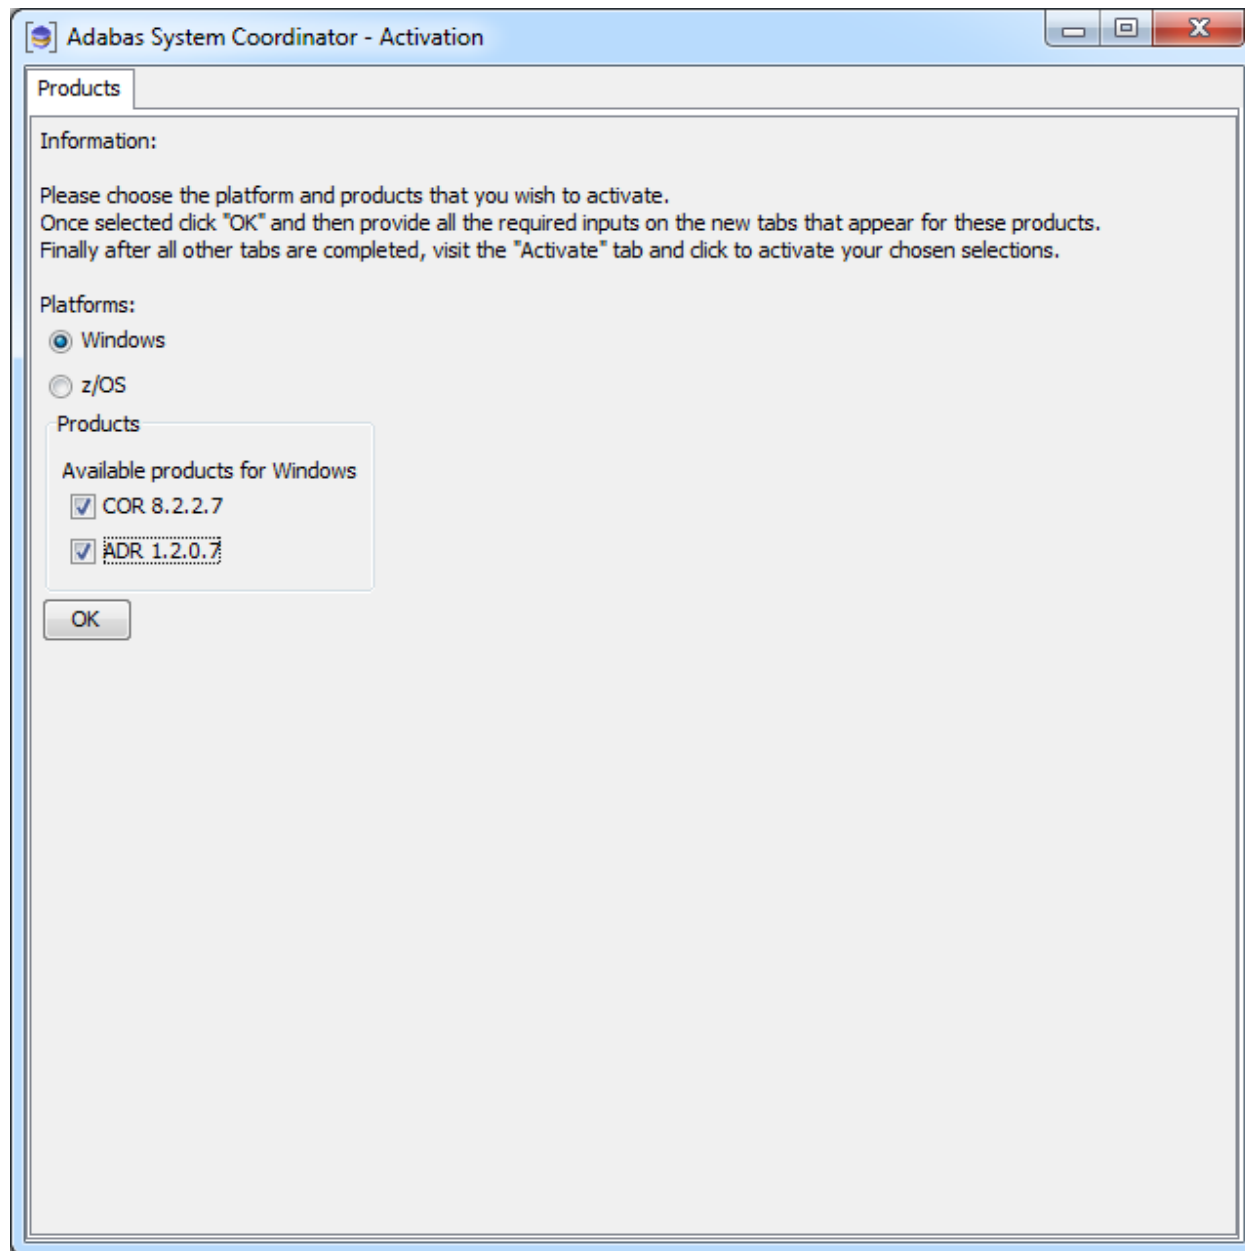 Adabas System Coordinator - Activation
Products
Information:
Please choose the platform and products that you wish to activate.
Once selected click "OK" and then provide all the required inputs on the new tabs that appear for these products.
Finally after all other tabs are completed, visit the "Activate" tab and click to activate your chosen selections.
Platforms:
Windows
z/OS
Products
Available products for Windows
COR 8.2.2.7
ADR 1.2.0.7
OK